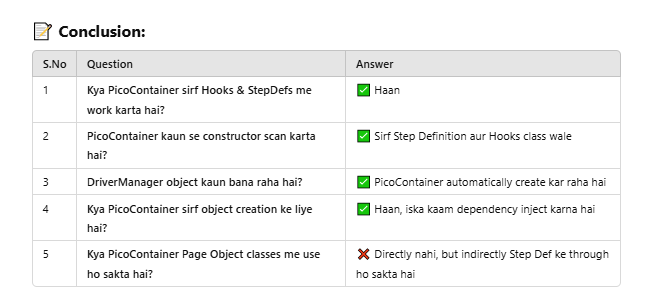 📝 Conclusion:
S.No Question Answer
1 Kya PicoContainer sirf Hooks & StepDefs me ✅ Haan
work karta hai?
2 PicoContainer kaun se constructor scan karta ✅ Sirf Step Definition aur Hooks class wale
hai?
3 DriverManager object kaun bana raha hai? ✅ PicoContainer automatically create kar raha hai
4 Kya PicoContainer sirf object creation ke liye ✅ Haan, iska kaam dependency inject karna hai
hai?
5 Kya PicoContainer Page Object classes me use ❌ Directly nahi, but indirectly Step Def ke through
ho sakta hai? ho sakta hai